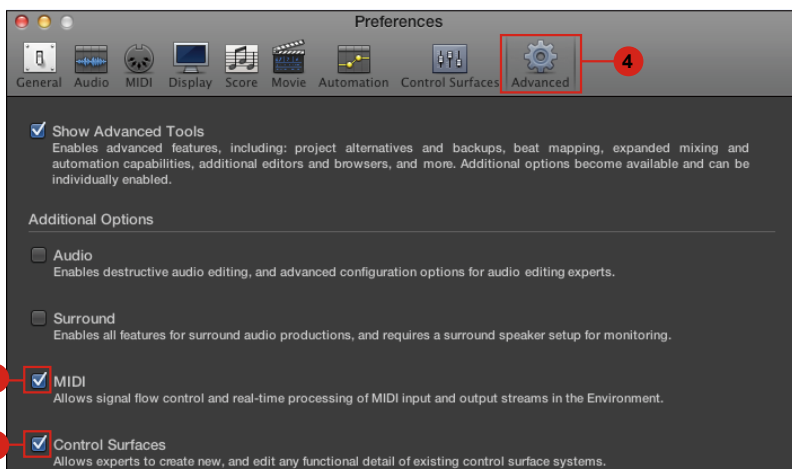 Preferences
General Audio MIDI Display Score Movie Automation Control Surfaces Advanced
4
Show Advanced Tools
Enables advanced features, including: project alternatives and backups, beat mapping, expanded mixing and
automation capabilities, additional editors and browsers, and more. Additional options become available and can be
individually enabled.
Additional Options
Audio
Enables destructive audio editing, and advanced configuration options for audio editing experts.
Surround
Enables all features for surround audio productions, and requires a surround speaker setup for monitoring.
MIDI
Allows signal flow control and real-time processing of MIDI input and output streams in the Environment.
Control Surfaces
Allows experts to create new, and edit any functional detail of existing control surface systems.